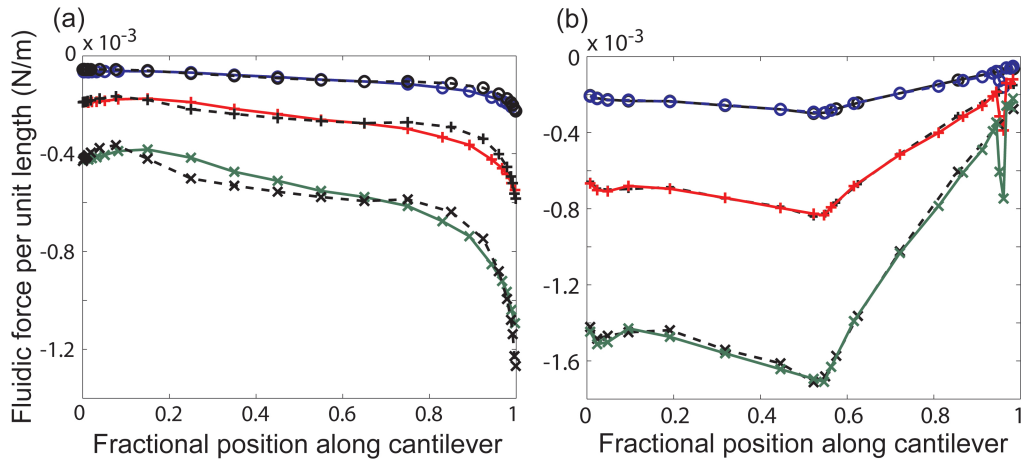 (a)
(b)
x 10⁻³
x 10⁻³
Fluidic force per unit length (N/m)
0
-0.4
-0.8
-1.2
0
-0.4
-0.8
-1.2
-1.6
0 0.2 0.4 0.6 0.8 1
0 0.2 0.4 0.6 0.8 1
Fractional position along cantilever
Fractional position along cantilever